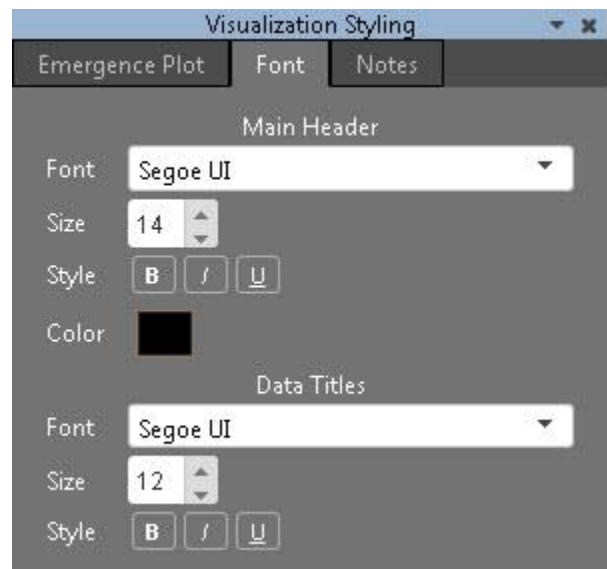 Visualization Styling
Emergence Plot Font Notes
Main Header
Font Segoe UI
Size 14
Style B I U
Color
Data Titles
Font Segoe UI
Size 12
Style B I U